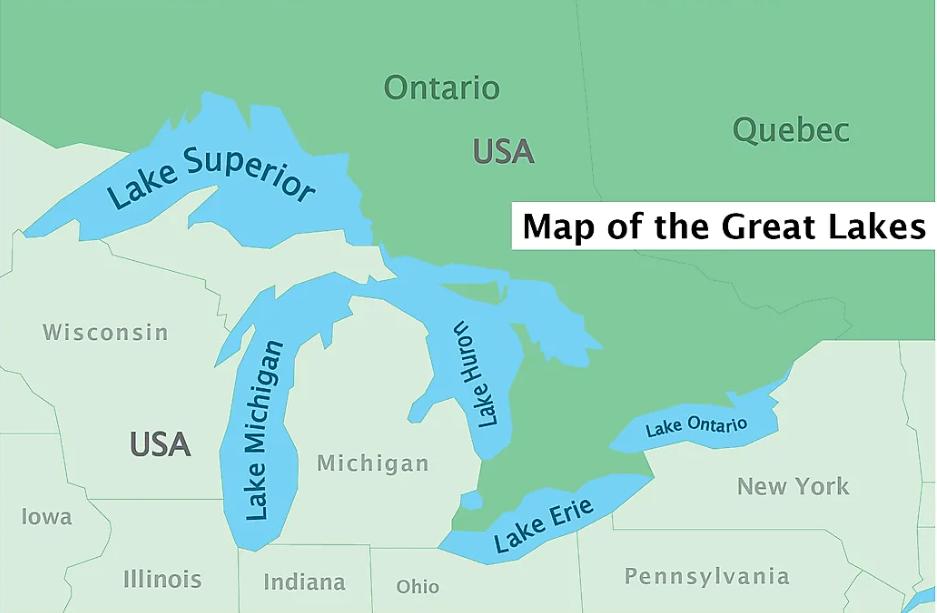 Ontario
Quebec
USA
Lake Superior
Map of the Great Lakes
Wisconsin
Lake Huron
Lake Michigan
Lake Ontario
USA
Michigan
New York
Iowa
Lake Erie
Illinois
Indiana
Ohio
Pennsylvania